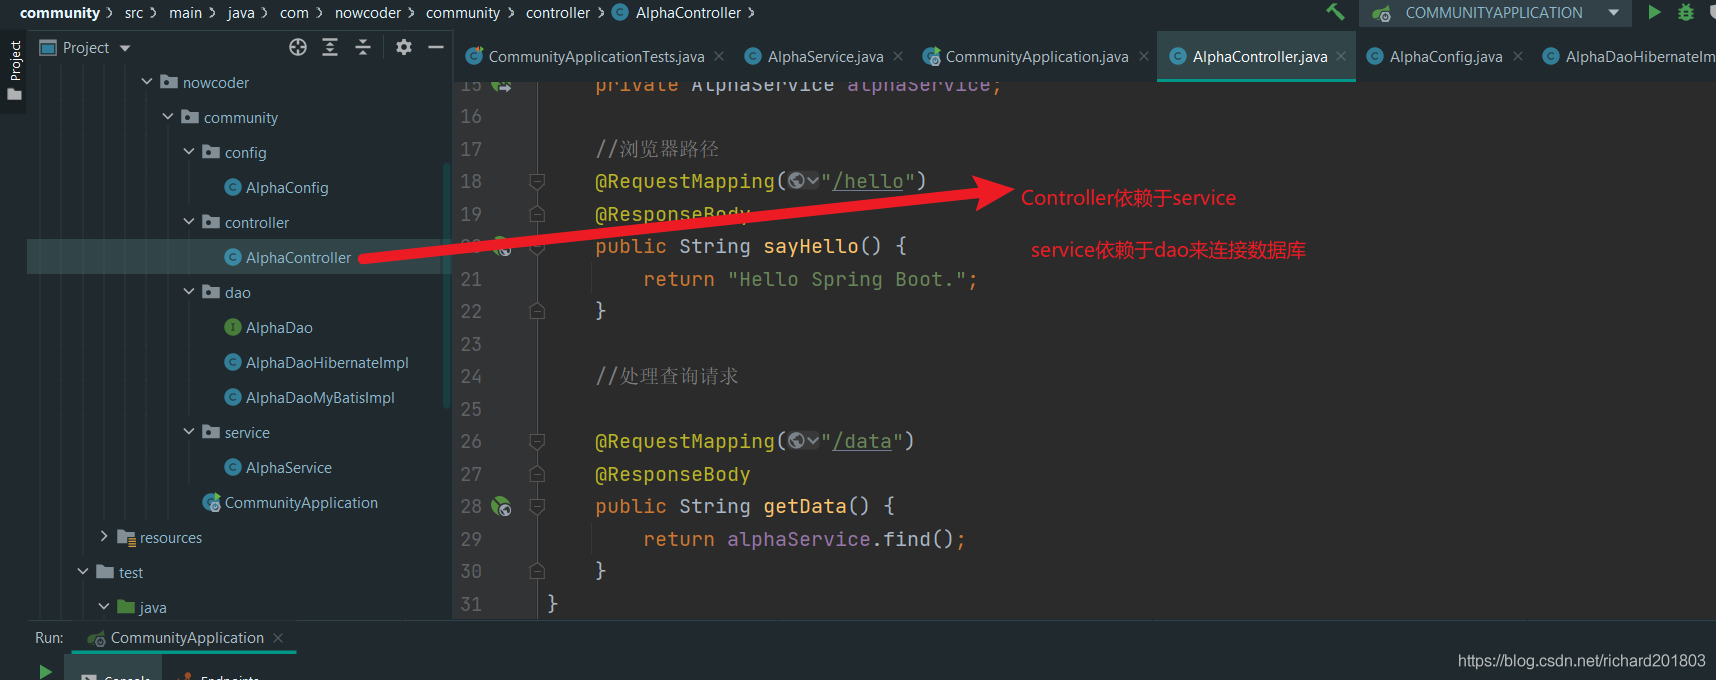 community > src > main > java > com > nowcoder > community > controller > AlphaController >
COMMUNITYAPPLICATION
Project
Project
CommunityApplicationTests.java
AlphaService.java
CommunityApplication.java
AlphaController.java
AlphaConfig.java
AlphaDaoHibernateIm
nowcoder
community
config
AlphaConfig
controller
AlphaController
dao
AlphaDao
AlphaDaoHibernateImpl
AlphaDaoMyBatisImpl
service
AlphaService
CommunityApplication
resources
test
java
15 private AlphaService alphaService;
16
17 //浏览器路径
18 @RequestMapping("/hello")
19 @ResponseBody
public String sayHello() {
21 return "Hello Spring Boot.";
22 }
23
24 //处理查询请求
25
26 @RequestMapping("/data")
27 @ResponseBody
28 public String getData() {
29 return alphaService.find();
30 }
31 }
Controller依赖于service
service依赖于dao来连接数据库
Run: CommunityApplication
Console
Endpoints
https://blog.csdn.net/richard201803